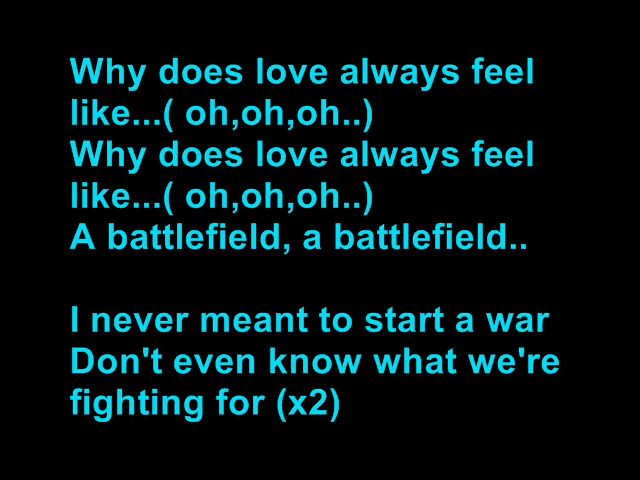 Why does love always feel
like...( oh,oh,oh..)
Why does love always feel
like...( oh,oh,oh..)
A battlefield, a battlefield..
I never meant to start a war
Don't even know what we're
fighting for (x2)